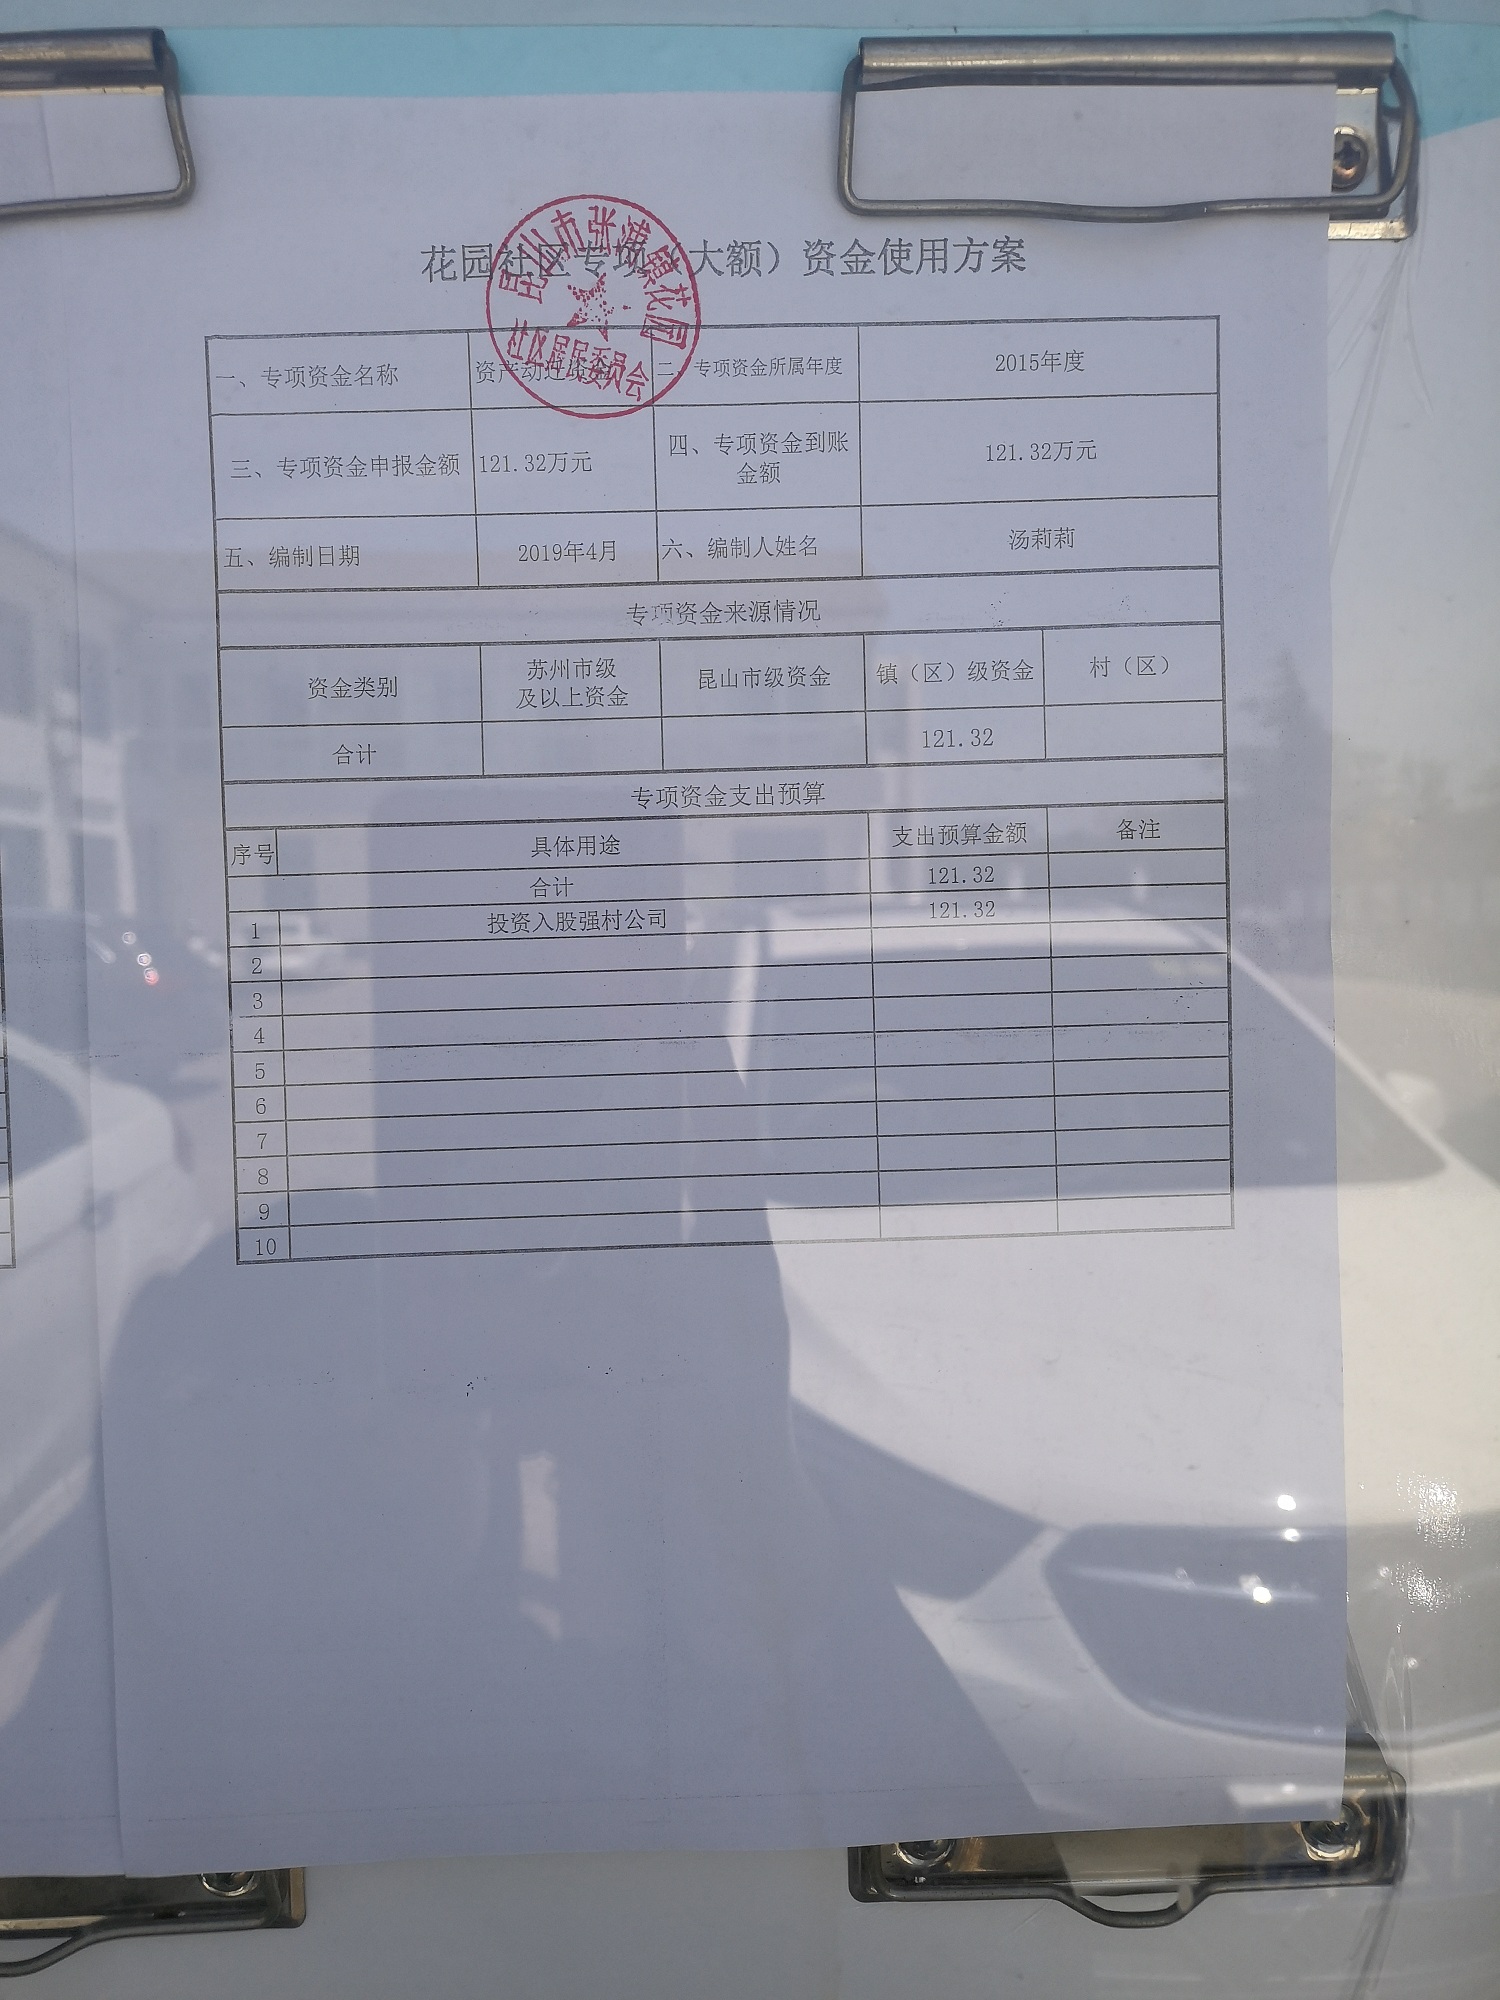 花园社区专项（大额）资金使用方案
昆山市张浦镇花园
社区居民委员会
一、专项资金名称 资产动迁资金 二、专项资金所属年度 2015年度
三、专项资金申报金额 121.32万元 四、专项资金到账 121.32万元
金额
五、编制日期 2019年4月 六、编制人姓名 汤莉莉
专项资金来源情况
资金类别 苏州市级 昆山市级资金 镇（区）级资金 村（区）
及以上资金
合计 121.32
专项资金支出预算
序号 具体用途 支出预算金额 备注
合计 121.32
1 投资入股强村公司 121.32
2
3
4
5
6
7
8
9
10